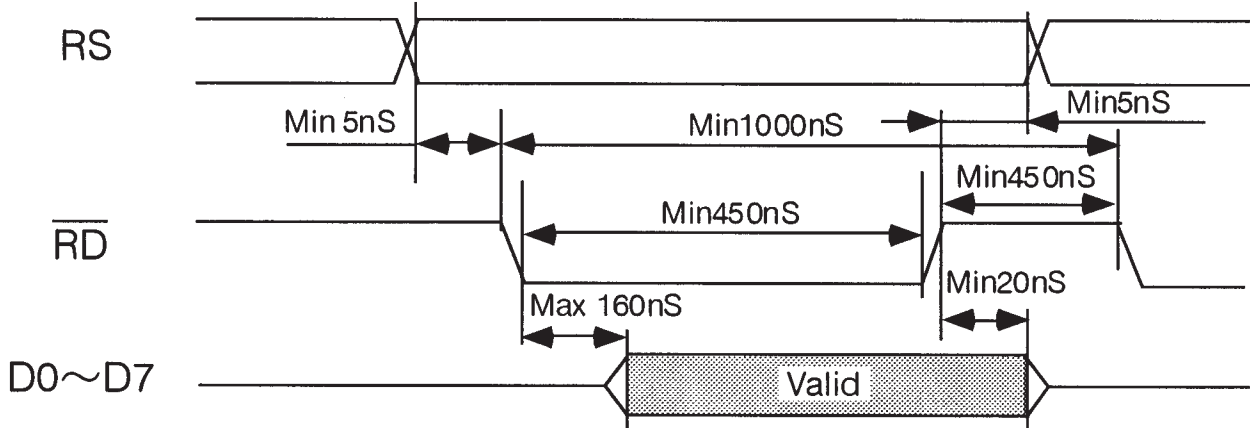 RS
Min 5nS
Min1000nS
Min5nS
Min450nS
RD
Min450nS
Max 160nS
Min20nS
D0～D7
Valid